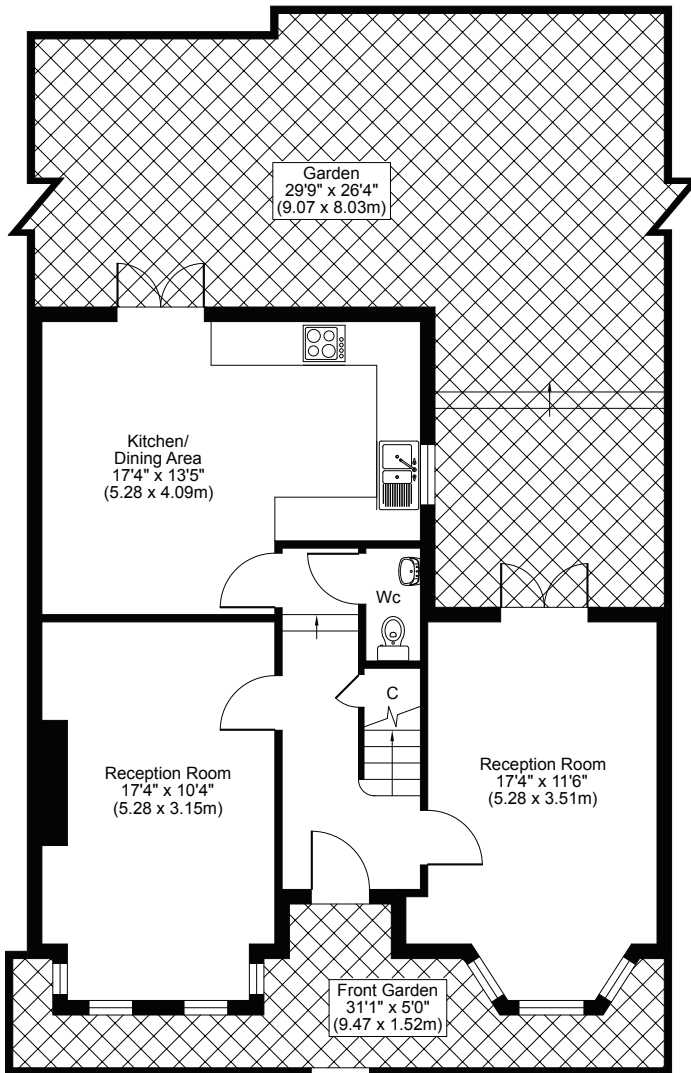 Garden
29'9" x 26'4"
(9.07 x 8.03m)
Kitchen/
Dining Area
17'4" x 13'5"
(5.28 x 4.09m)
Wc
C
Reception Room
17'4" x 10'4"
(5.28 x 3.15m)
Reception Room
17'4" x 11'6"
(5.28 x 3.51m)
Front Garden
31'1" x 5'0"
(9.47 x 1.52m)